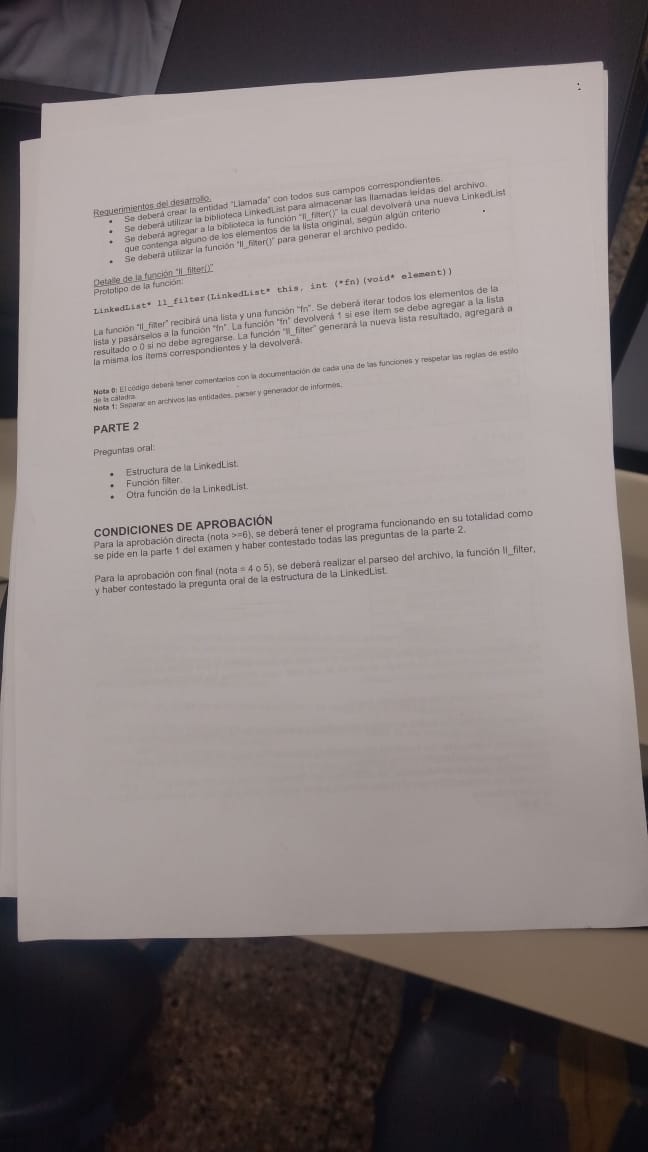 Requerimientos del desarrollo.
• Se deberá crear la entidad "Llamada" con todos sus campos correspondientes.
• Se deberá utilizar la biblioteca LinkedList para almacenar las llamadas leídas del archivo.
• Se deberá agregar a la biblioteca la función "ll_filter()" la cual devolverá una nueva LinkedList
que contenga alguno de los elementos de la lista original, según algún criterio
• Se deberá utilizar la función "ll_filter()" para generar el archivo pedido.
Detalle de la función "ll_filter()"
Prototipo de la función:
LinkedList* ll_filter(LinkedList* this, int (*fn)(void* element))
La función "ll_filter" recibirá una lista y una función "fn". Se deberá iterar todos los elementos de la
lista y pasárselos a la función "fn". La función "fn" devolverá 1 si ese ítem se debe agregar a la lista
resultado o 0 si no debe agregarse. La función "ll_filter" generará la nueva lista resultado, agregará a
la misma los ítems correspondientes y la devolverá.
Nota 0: El código deberá tener comentarios con la documentación de cada una de las funciones y respetar las reglas de estilo
de la cátedra.
Nota 1: Separar en archivos las entidades, parser y generador de informes.
PARTE 2
Preguntas oral:
• Estructura de la LinkedList.
• Función filter.
• Otra función de la LinkedList.
CONDICIONES DE APROBACIÓN
Para la aprobación directa (nota >=6), se deberá tener el programa funcionando en su totalidad como
se pide en la parte 1 del examen y haber contestado todas las preguntas de la parte 2.
Para la aprobación con final (nota = 4 o 5), se deberá realizar el parseo del archivo, la función ll_filter,
y haber contestado la pregunta oral de la estructura de la LinkedList.